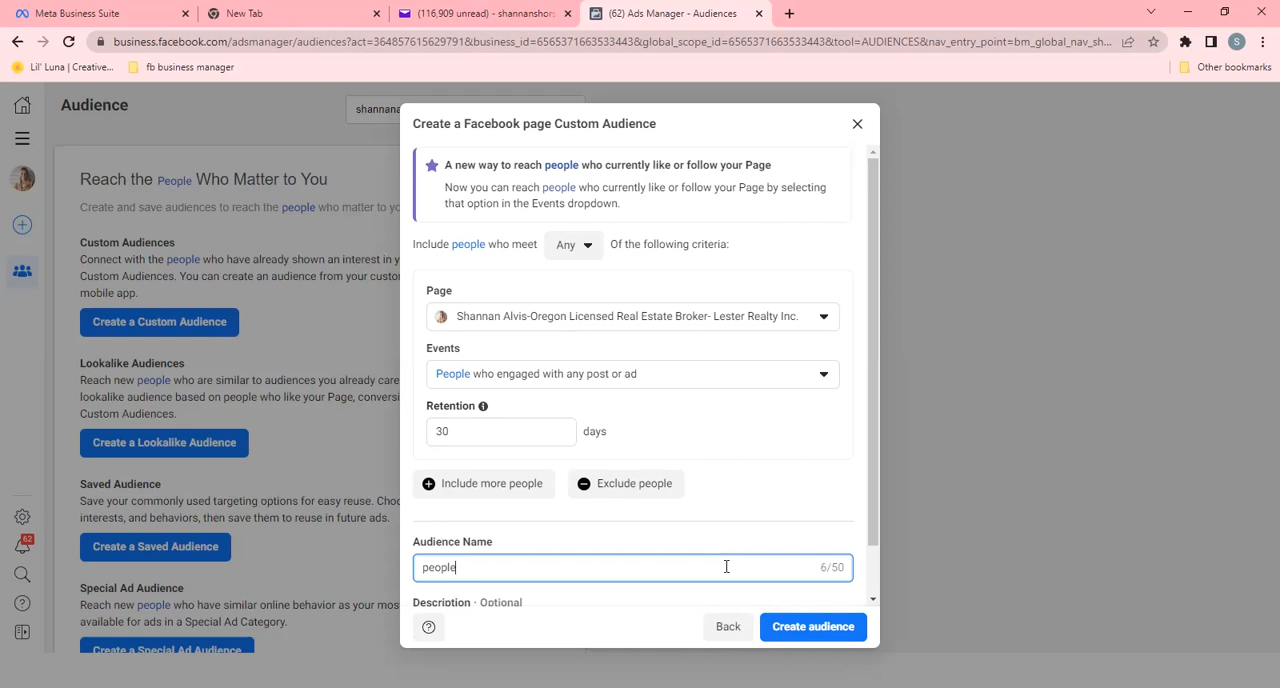 Meta Business Suite
New Tab
(116,909 unread) - shannanshors
(62) Ads Manager - Audiences
business.facebook.com/adsmanager/audiences?act=364857615629791&business_id=6565371663533443&global_scope_id=6565371663533443&tool=AUDIENCES&nav_entry_point=bm_global_nav_sh...
S
Lil' Luna | Creative...
fb business manager
Other bookmarks
Audience
shannana
Reach the People Who Matter to You
Create and save audiences to reach the people who matter to yo
Custom Audiences
Connect with the people who have already shown an interest in y
Custom Audiences. You can create an audience from your custor
mobile app.
Create a Custom Audience
Lookalike Audiences
Reach new people who are similar to audiences you already care
lookalike audience based on people who like your Page, conversi
Custom Audiences.
Create a Lookalike Audience
Saved Audience
Save your commonly used targeting options for easy reuse. Choo
interests, and behaviors, then save them to reuse in future ads.
Create a Saved Audience
Special Ad Audience
Reach new people who have similar online behavior as your mos
available for ads in a Special Ad Category.
Create a Special Ad Audience
62
Create a Facebook page Custom Audience
A new way to reach people who currently like or follow your Page
Now you can reach people who currently like or follow your Page by selecting
that option in the Events dropdown.
Include people who meet Any Of the following criteria:
Page
Shannan Alvis-Oregon Licensed Real Estate Broker- Lester Realty Inc.
Events
People who engaged with any post or ad
Retention
30 days
Include more people
Exclude people
Audience Name
people 6/50
Description · Optional
Back
Create audience